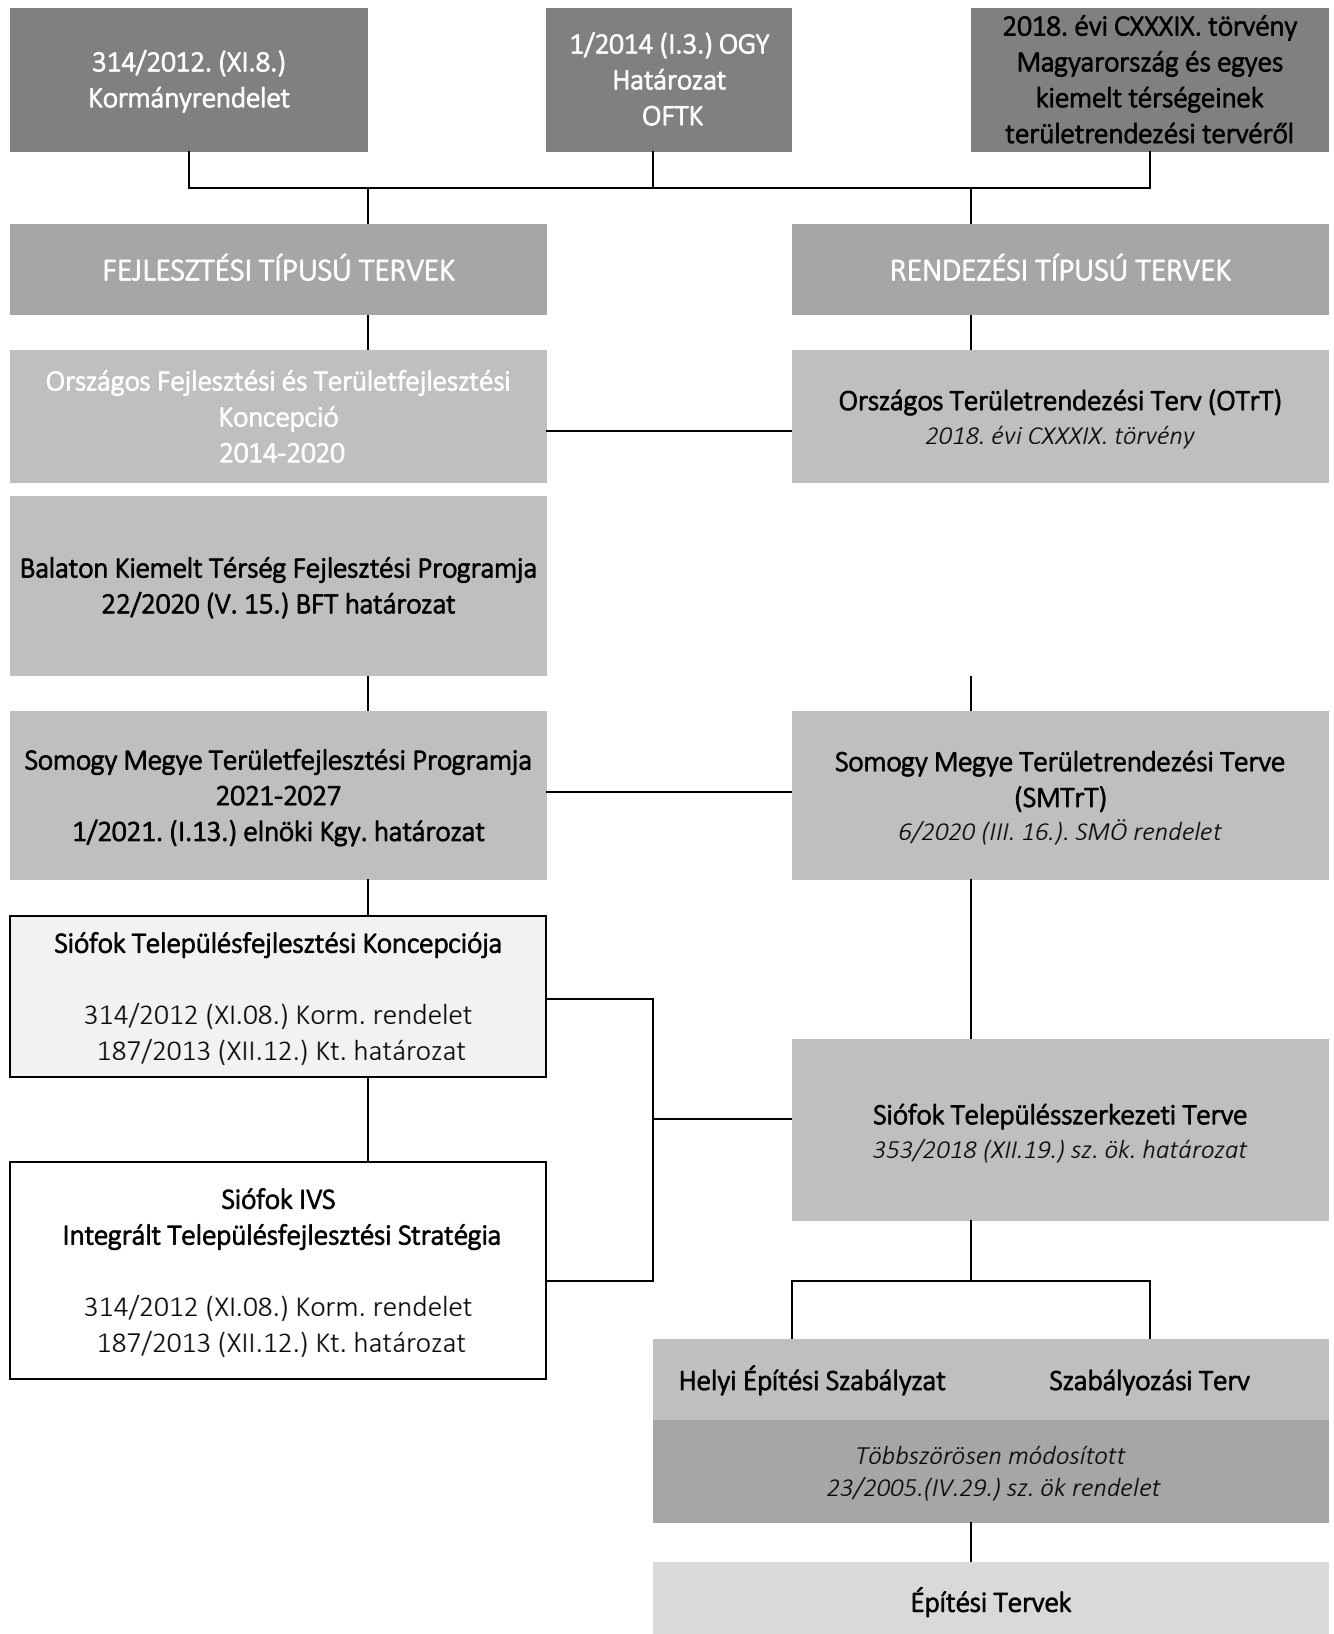 314/2012. (XI.8.)
Kormányrendelet
1/2014 (I.3.) OGY
Határozat
OFTK
2018. évi CXXXIX. törvény
Magyarország és egyes
kiemelt térségeinek
területrendezési tervéről
FEJLESZTÉSI TÍPUSÚ TERVEK
RENDEZÉSI TÍPUSÚ TERVEK
Országos Fejlesztési és Területfejlesztési
Koncepció
2014-2020
Országos Területrendezési Terv (OTrT)
2018. évi CXXXIX. törvény
Balaton Kiemelt Térség Fejlesztési Programja
22/2020 (V. 15.) BFT határozat
Somogy Megye Területfejlesztési Programja
2021-2027
1/2021. (I.13.) elnöki Kgy. határozat
Somogy Megye Területrendezési Terve
(SMTrT)
6/2020 (III. 16.). SMÖ rendelet
Siófok Településfejlesztési Koncepciója
314/2012 (XI.08.) Korm. rendelet
187/2013 (XII.12.) Kt. határozat
Siófok Településszerkezeti Terve
353/2018 (XII.19.) sz. ök. határozat
Siófok IVS
Integrált Településfejlesztési Stratégia
314/2012 (XI.08.) Korm. rendelet
187/2013 (XII.12.) Kt. határozat
Helyi Építési Szabályzat
Szabályozási Terv
Többszörösen módosított
23/2005.(IV.29.) sz. ök rendelet
Építési Tervek